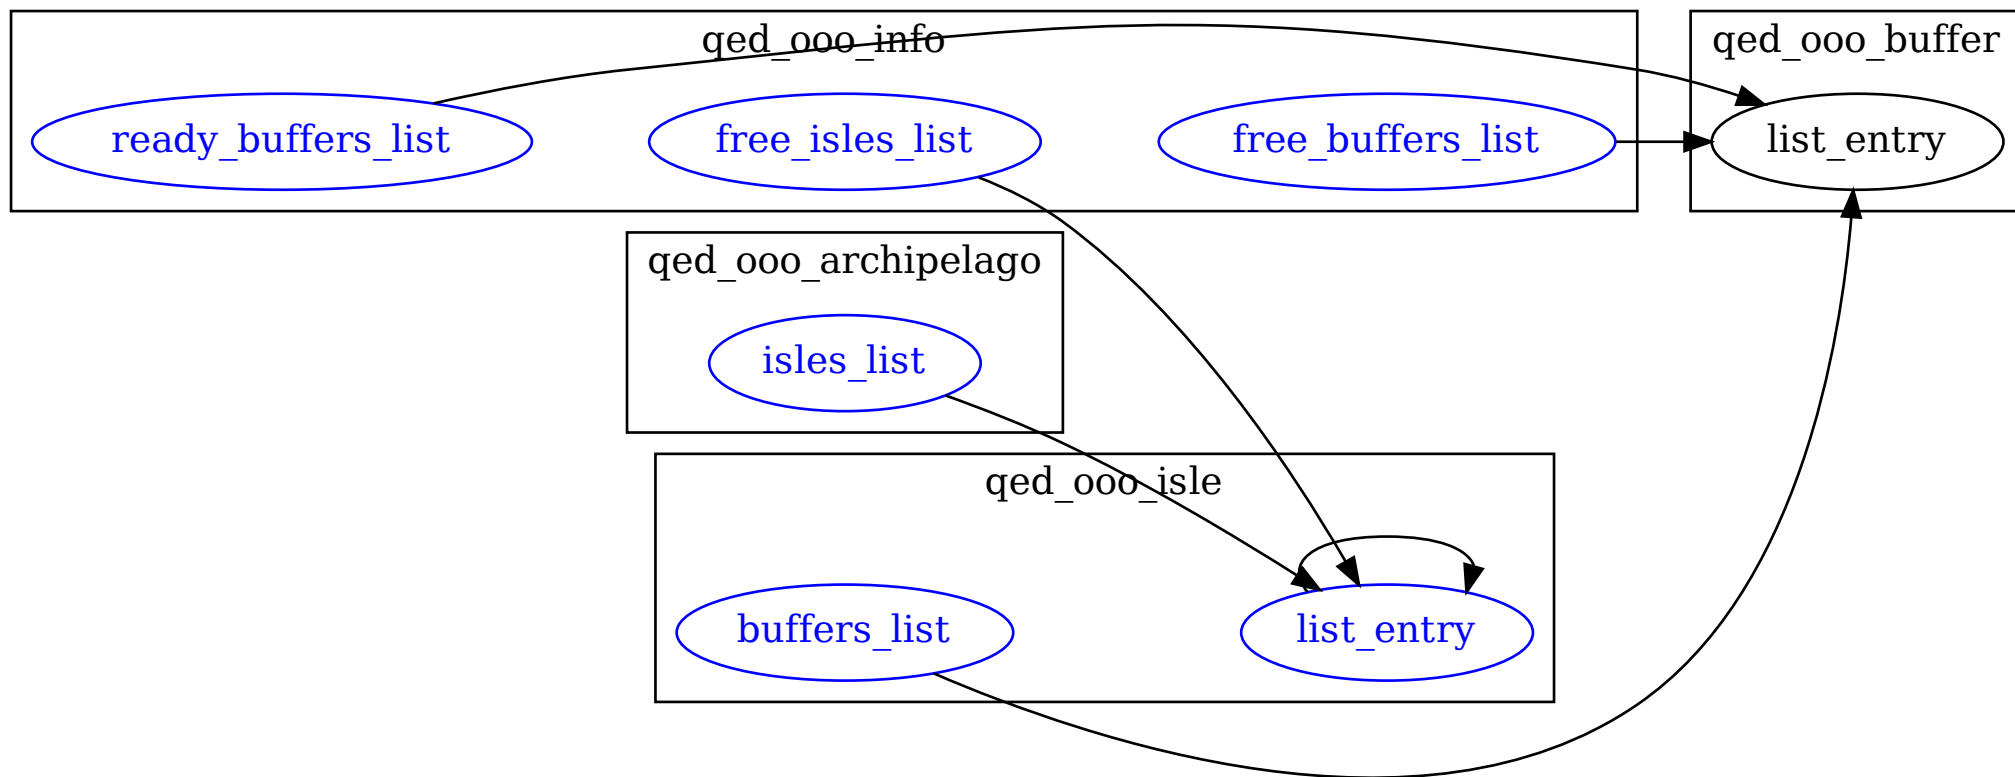 qed_ooo_info
qed_ooo_buffer
ready_buffers_list
free_isles_list
free_buffers_list
list_entry
qed_ooo_archipelago
isles_list
qed_ooo_isle
buffers_list
list_entry